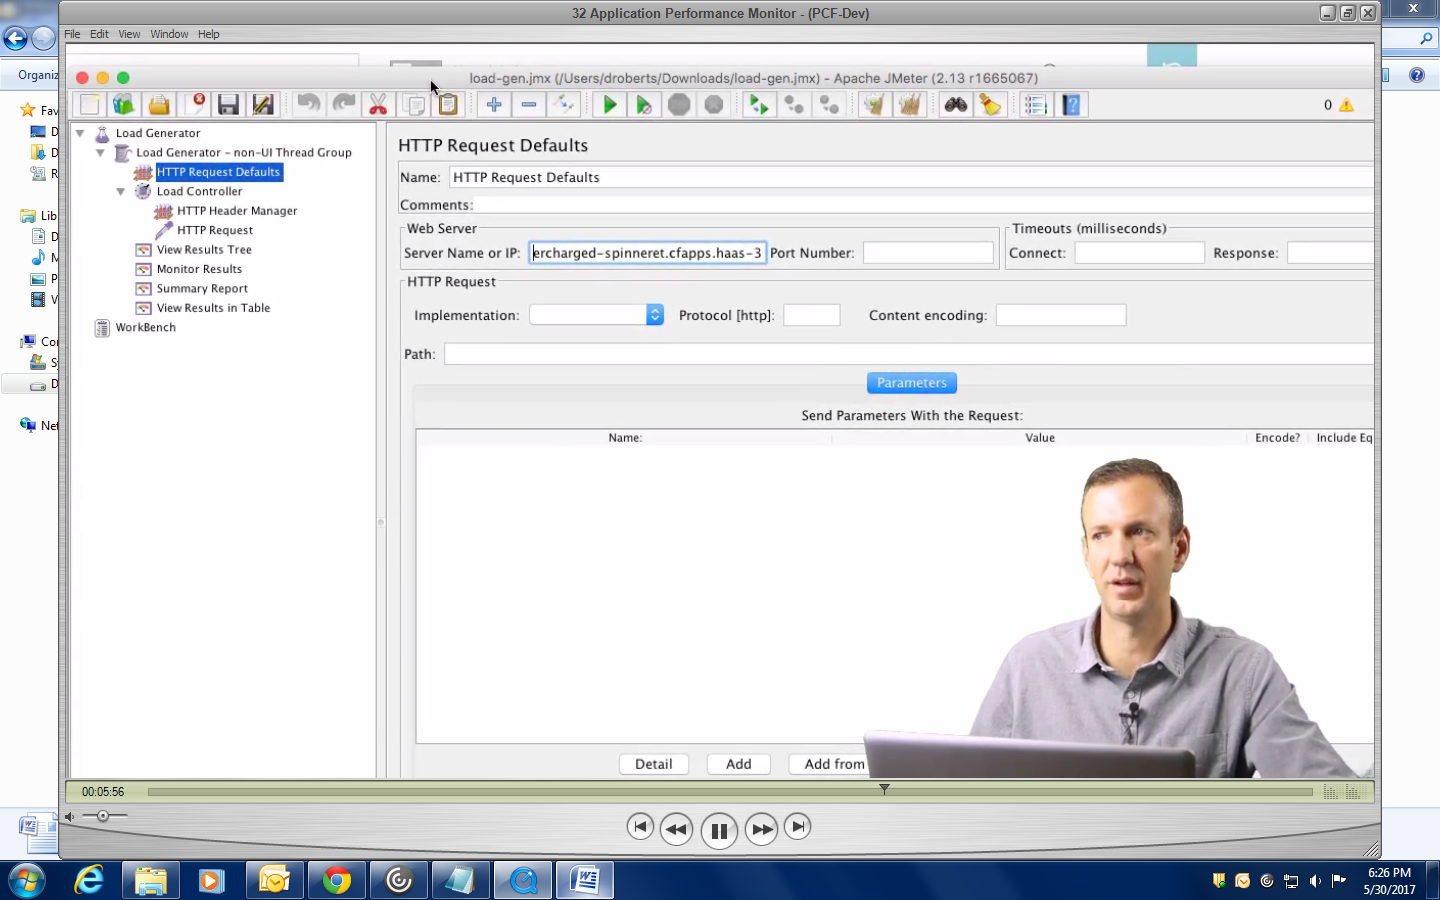 32 Application Performance Monitor - (PCF-Dev)
File Edit View Window Help
Organiz
load-gen.jmx (/Users/droberts/Downloads/load-gen.jmx) - Apache JMeter (2.13 r1665067)
0
Fav
Load Generator
Load Generator - non-UI Thread Group
HTTP Request Defaults
Load Controller
HTTP Header Manager
HTTP Request
View Results Tree
Monitor Results
Summary Report
View Results in Table
WorkBench
Lib
Net
HTTP Request Defaults
Name: HTTP Request Defaults
Comments:
Web Server
Timeouts (milliseconds)
Server Name or IP: ercharged-spinneret.cfapps.haas-3 Port Number:
Connect: Response:
HTTP Request
Implementation: Protocol [http]: Content encoding:
Path:
Parameters
Send Parameters With the Request:
Name: Value Encode? Include Eq
Detail Add Add from
00:05:56
6:26 PM
5/30/2017